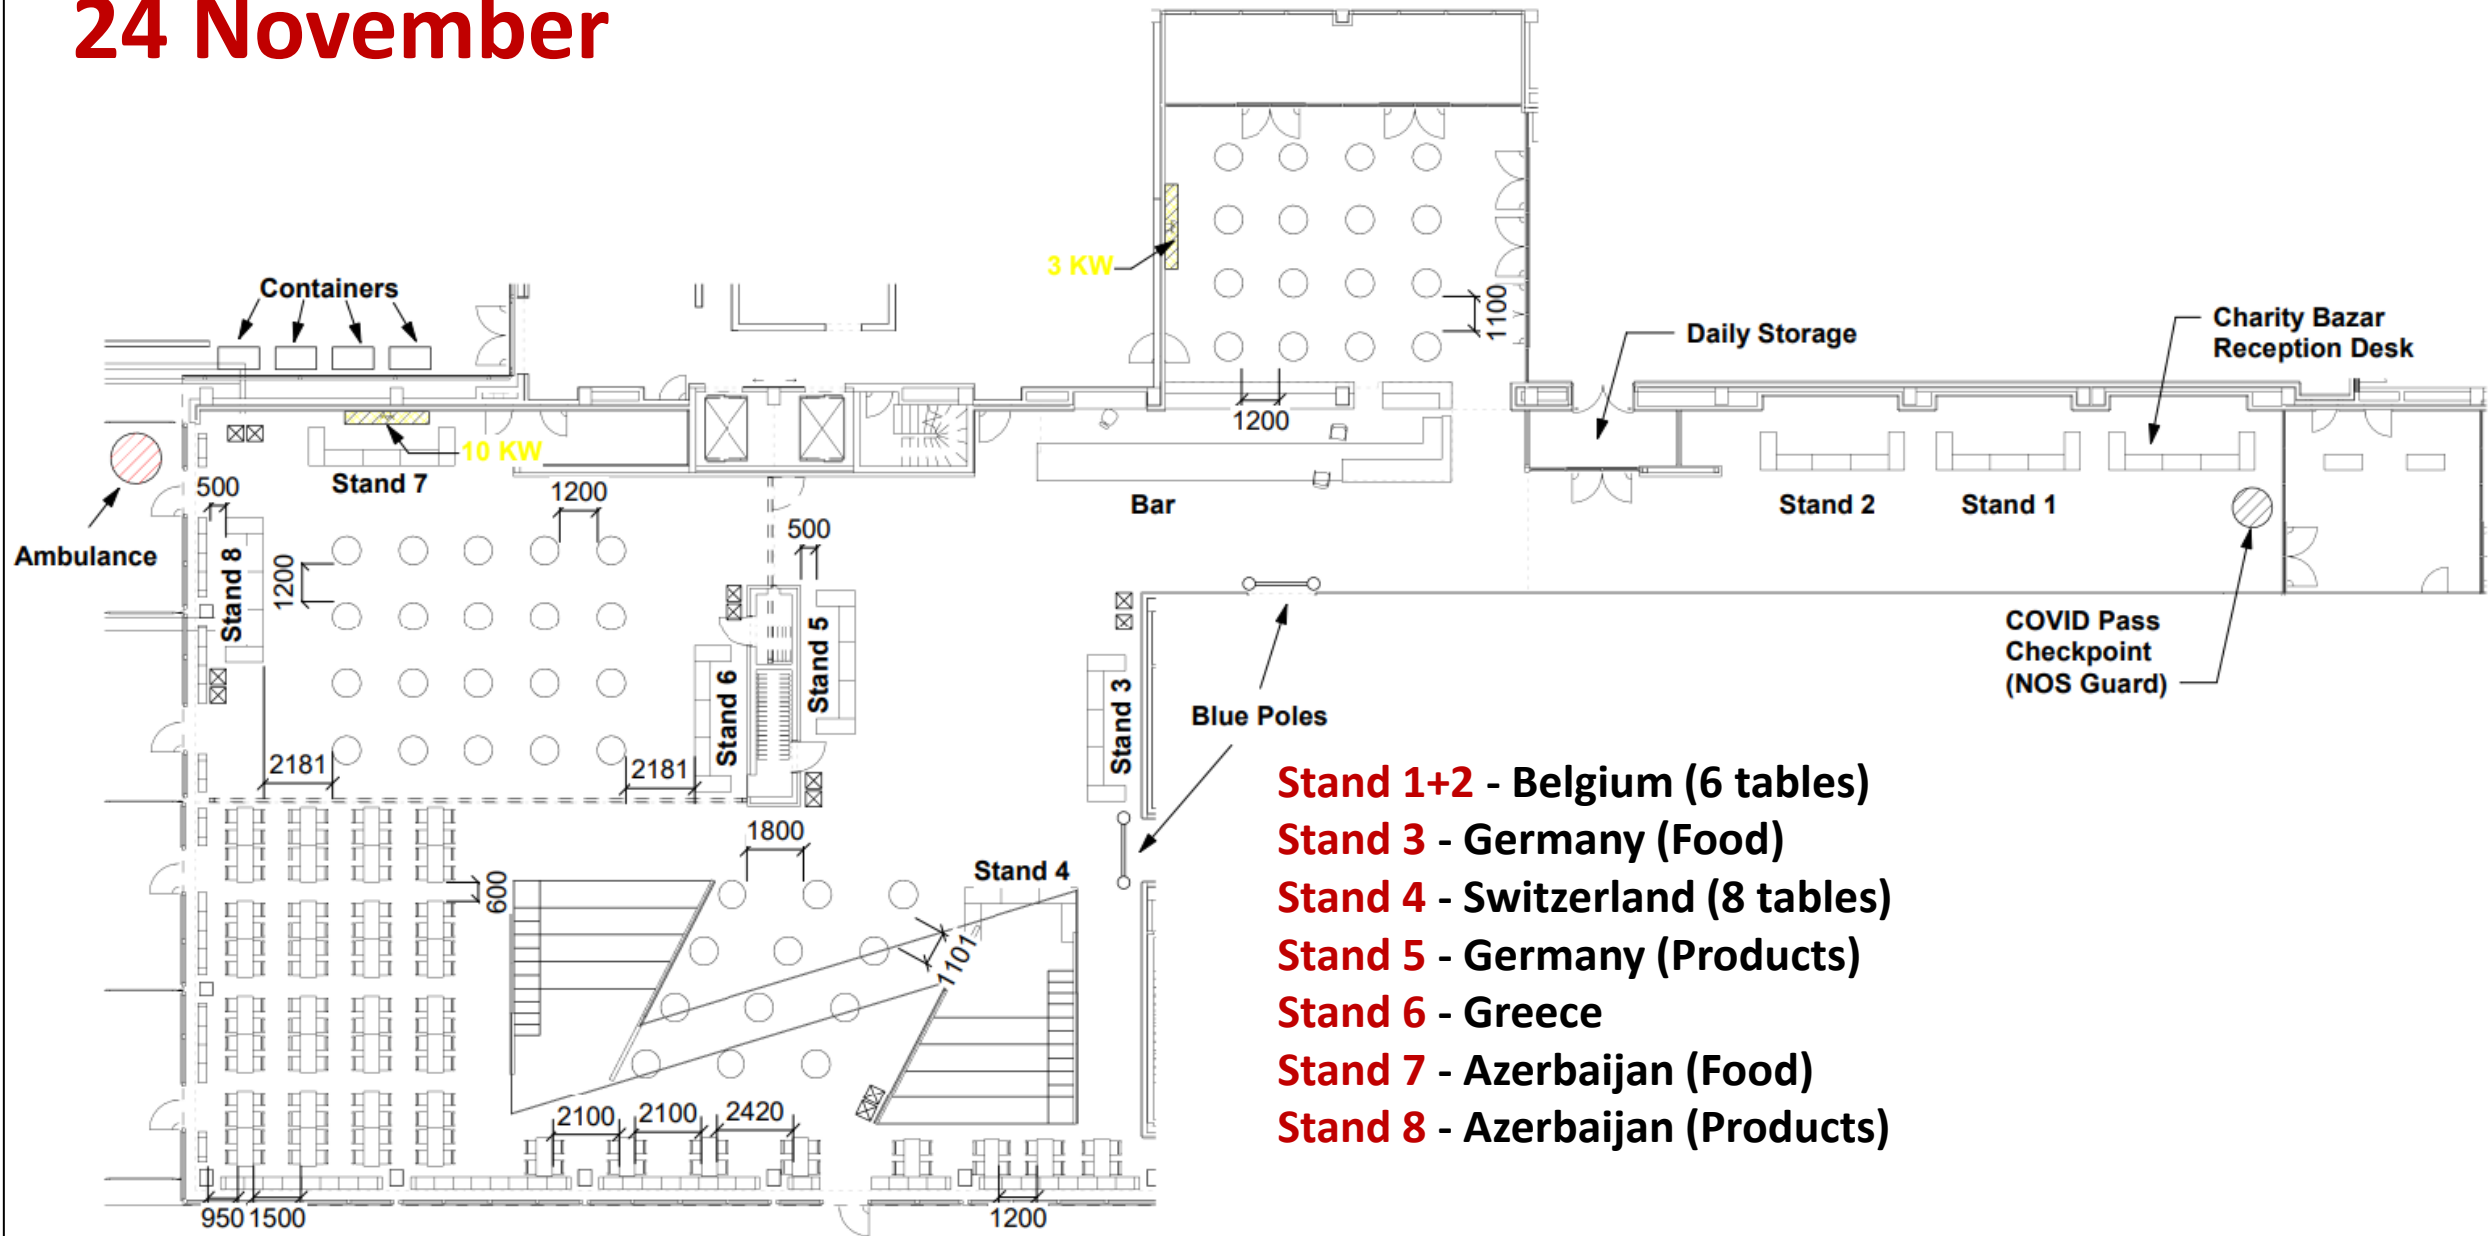 24 November
Containers
3 KW
1100
Daily Storage
Charity Bazar
Reception Desk
1200
10 KW
Stand 7
500
1200
Bar
Stand 2
Stand 1
500
Ambulance
Stand 8
1200
Stand 5
Stand 6
Stand 3
COVID Pass
Checkpoint
(NOS Guard)
Blue Poles
2181
2181
1800
600
Stand 4
1101
2100
2100
2420
950
1500
1200
Stand 1+2 - Belgium (6 tables)
Stand 3 - Germany (Food)
Stand 4 - Switzerland (8 tables)
Stand 5 - Germany (Products)
Stand 6 - Greece
Stand 7 - Azerbaijan (Food)
Stand 8 - Azerbaijan (Products)